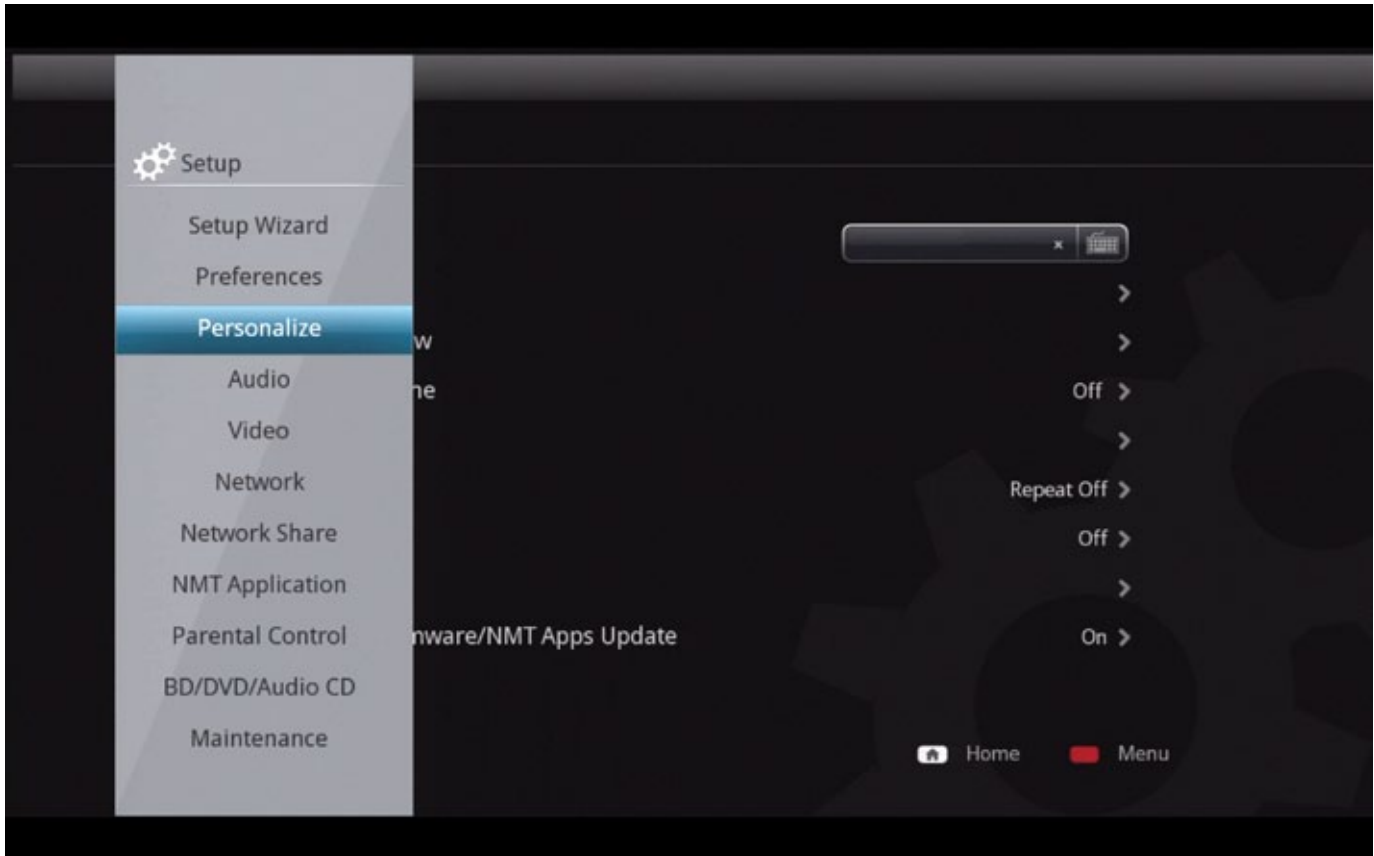 Setup
Setup Wizard
Preferences
Personalize
w
Audio
ne
Off
Video
Network
Repeat Off
Network Share
Off
NMT Application
Parental Control
mware/NMT Apps Update
On
BD/DVD/Audio CD
Maintenance
Home
Menu